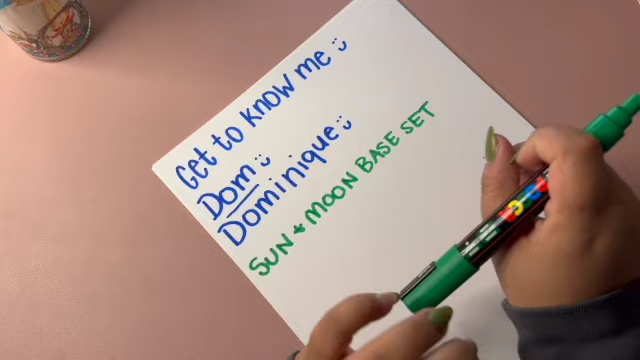 Get to know me :)
Dom :)
Dominique :)
SUN & MOON BASE SET